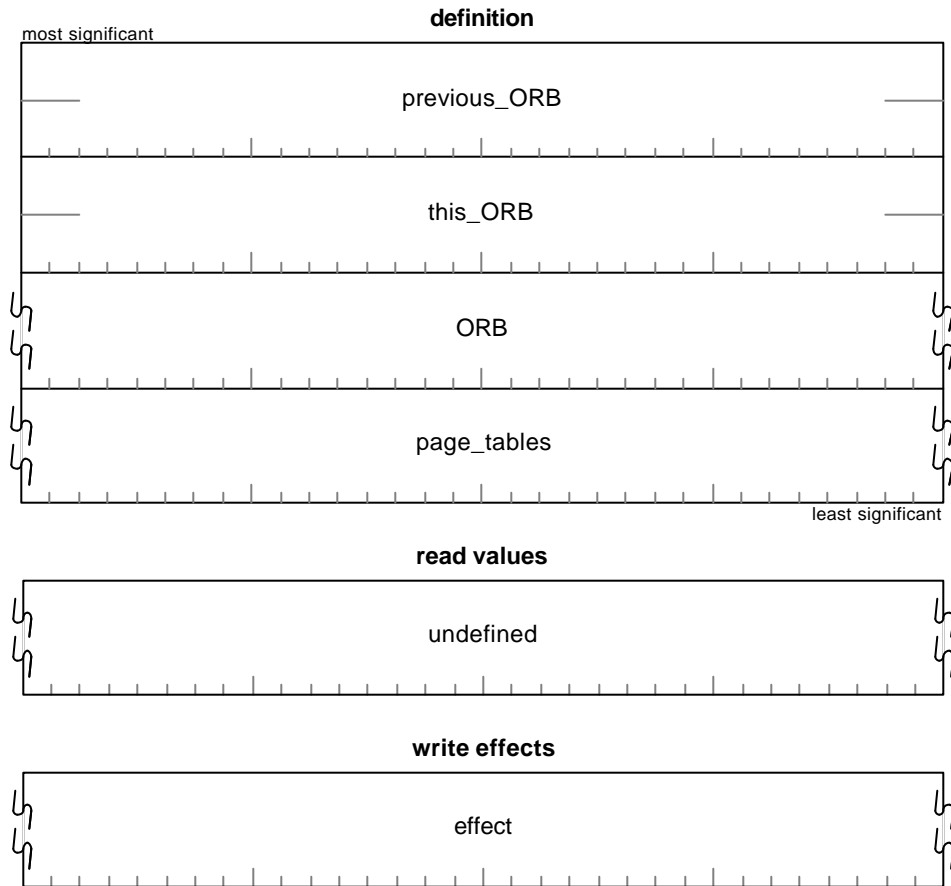 definition
most significant
previous_ORB
this_ORB
ORB
page_tables
least significant
read values
undefined
write effects
effect